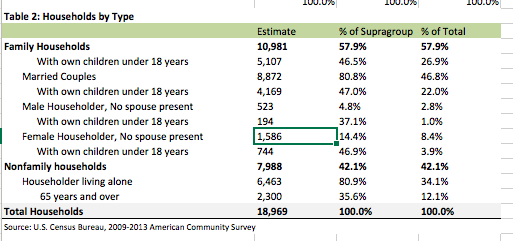 100.0% 100.0% 100.0%
Table 2: Households by Type
Estimate % of Supragroup % of Total
Family Households 10,981 57.9% 57.9%
With own children under 18 years 5,107 46.5% 26.9%
Married Couples 8,872 80.8% 46.8%
With own children under 18 years 4,169 47.0% 22.0%
Male Householder, No spouse present 523 4.8% 2.8%
With own children under 18 years 194 37.1% 1.0%
Female Householder, No spouse present 1,586 14.4% 8.4%
With own children under 18 years 744 46.9% 3.9%
Nonfamily households 7,988 42.1% 42.1%
Householder living alone 6,463 80.9% 34.1%
65 years and over 2,300 35.6% 12.1%
Total Households 18,969 100.0% 100.0%
Source: U.S. Census Bureau, 2009-2013 American Community Survey